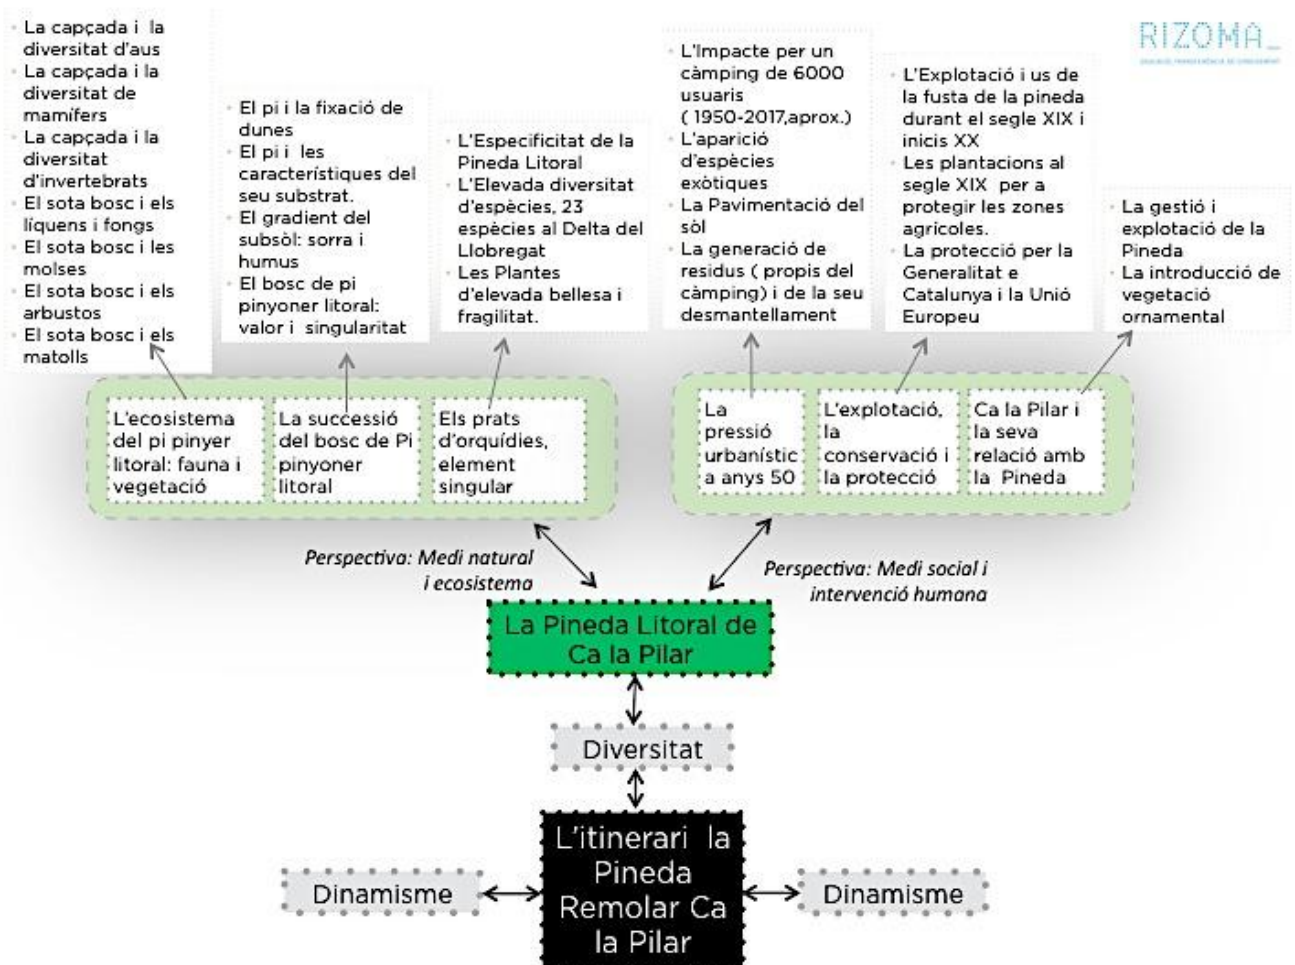 · La capçada i la
diversitat d'aus
· La capçada i la
diversitat de
mamífers
· La capçada i la
diversitat
d'invertebrats
· El sota bosc i els
líquens i fongs
· El sota bosc i les
molses
· El sota bosc i els
arbustos
· El sota bosc i els
matolls
· El pi i la fixació de
dunes
· El pi i les
característiques del
seu substrat.
· El gradient del
subsòl: sorra i
humus
· El bosc de pi
pinyoner litoral:
valor i singularitat
· L'Especificitat de la
Pineda Litoral
· L'Elevada diversitat
d'espècies, 23
espècies al Delta del
Llobregat
· Les Plantes
d'elevada bellesa i
fragilitat.
· L'Impacte per un
càmping de 6000
usuaris
( 1950-2017,aprox.)
· L'aparició
d'espècies
exòtiques
· La Pavimentació del
sòl
· La generació de
residus ( propis del
càmping) i de la seu
desmantellament
· L'Explotació i us de
la fusta de la pineda
durant el segle XIX i
inicis XX
· Les plantacions al
segle XIX per a
protegir les zones
agrícoles.
· La protecció per la
Generalitat e
Catalunya i la Unió
Europeu
· La gestió i
explotació de la
Pineda
· La introducció de
vegetació
ornamental
RIZOMA_
L'ecosistema
del pi pinyer
litoral: fauna i
vegetació
La successió
del bosc de Pi
pinyoner
litoral
Els prats
d'orquídies,
element
singular
La
pressió
urbanístic
a anys 50
L'explotació,
la
conservació i
la protecció
Ca la Pilar i
la seva
relació amb
la Pineda
Perspectiva: Medi natural
i ecosistema
Perspectiva: Medi social i
intervenció humana
La Pineda Litoral de
Ca la Pilar
Diversitat
L'itinerari la
Pineda
Remolar Ca
la Pilar
Dinamisme
Dinamisme